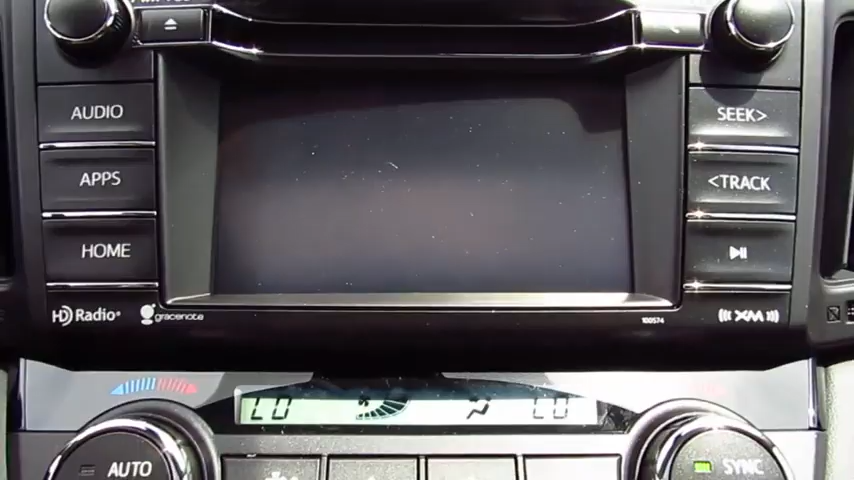 AUDIO
SEEK>
APPS
<TRACK
HOME
HD Radio®
gracenote
100574
((XM))
LO
LO
AUTO
SYNC